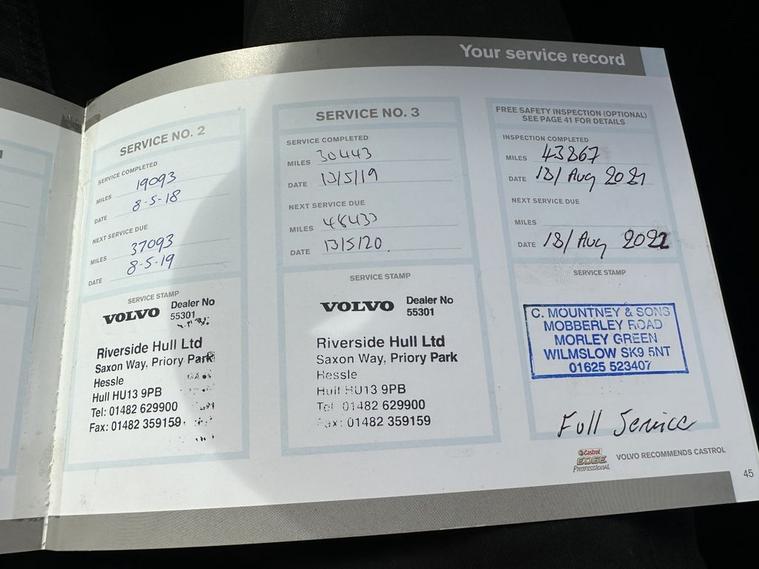 Your service record
SERVICE NO. 2
SERVICE COMPLETED
MILES 19093
DATE 8-5-18
NEXT SERVICE DUE
MILES 37093
DATE 8-5-19
SERVICE STAMP
VOLVO Dealer No
55301
Riverside Hull Ltd
Saxon Way, Priory Park
Hessle
Hull HU13 9PB
Tel: 01482 629900
Fax: 01482 359159
SERVICE NO. 3
SERVICE COMPLETED
MILES 30443
DATE 13/5/19
NEXT SERVICE DUE
MILES 48433
DATE 13/5/20
SERVICE STAMP
VOLVO Dealer No
55301
Riverside Hull Ltd
Saxon Way, Priory Park
Hessle
Hull HU13 9PB
Tel: 01482 629900
Fax: 01482 359159
FREE SAFETY INSPECTION (OPTIONAL)
SEE PAGE 41 FOR DETAILS
INSPECTION COMPLETED
MILES 43867
DATE 18/Aug 2021
NEXT SERVICE DUE
MILES
DATE 18/Aug 2022
SERVICE STAMP
C. MOUNTNEY & SONS
MOBBERLEY ROAD
MORLEY GREEN
WILMSLOW SK9 5NT
01625 523407
Full Service
Castrol
EDGE
Professional
VOLVO RECOMMENDS CASTROL
45